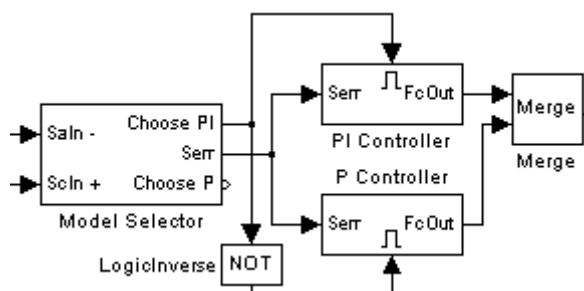 SaIn -
ScIn +
Choose PI
Serr
Choose P
Model Selector
LogicInverse
NOT
Serr
FcOut
PI Controller
P Controller
Serr
FcOut
Merge
Merge